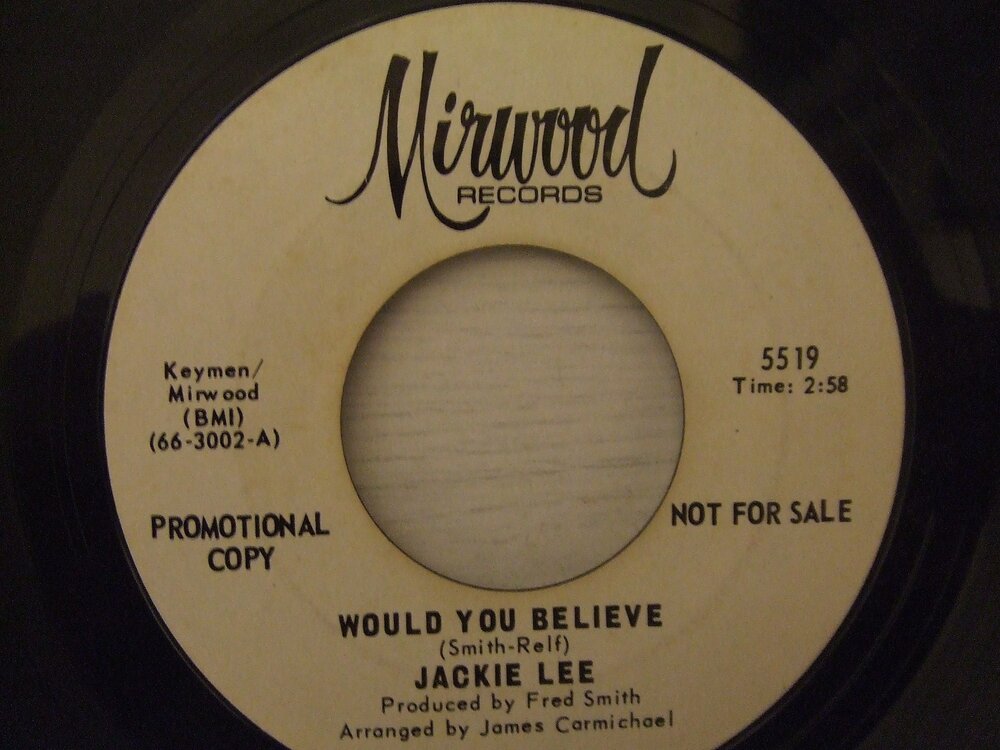 Mirwood
RECORDS
Keymen/
Mirwood
(BMI)
(66-3002-A)
5519
Time: 2:58
PROMOTIONAL
COPY
NOT FOR SALE
WOULD YOU BELIEVE
(Smith-Relf)
JACKIE LEE
Produced by Fred Smith
Arranged by James Carmichael